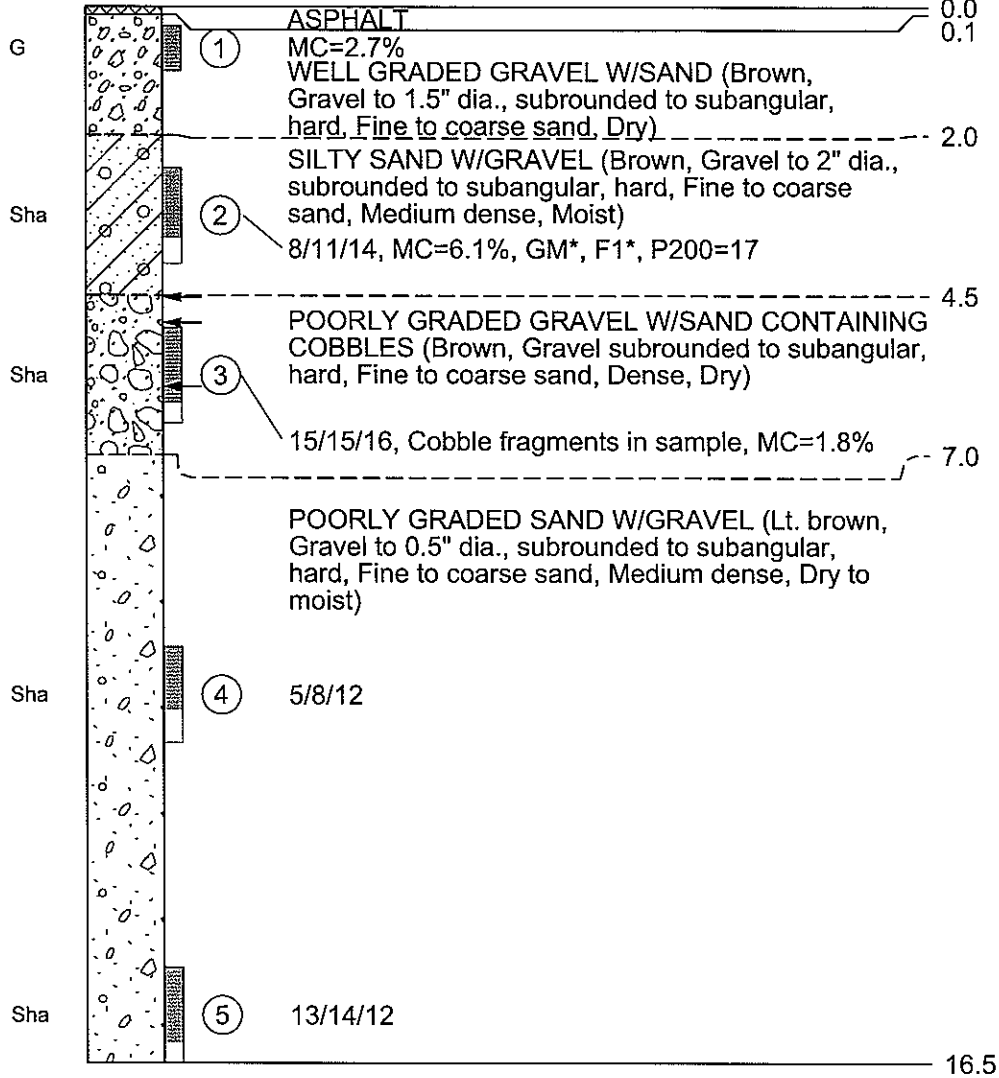 0.0
ASPHALT
0.1
G
1
MC=2.7%
WELL GRADED GRAVEL W/SAND (Brown,
Gravel to 1.5" dia., subrounded to subangular,
hard, Fine to coarse sand, Dry)
2.0
SILTY SAND W/GRAVEL (Brown, Gravel to 2" dia.,
subrounded to subangular, hard, Fine to coarse
sand, Medium dense, Moist)
Sha
2
8/11/14, MC=6.1%, GM*, F1*, P200=17
4.5
POORLY GRADED GRAVEL W/SAND CONTAINING
COBBLES (Brown, Gravel subrounded to subangular,
hard, Fine to coarse sand, Dense, Dry)
Sha
3
15/15/16, Cobble fragments in sample, MC=1.8%
7.0
POORLY GRADED SAND W/GRAVEL (Lt. brown,
Gravel to 0.5" dia., subrounded to subangular,
hard, Fine to coarse sand, Medium dense, Dry to
moist)
Sha
4
5/8/12
Sha
5
13/14/12
16.5